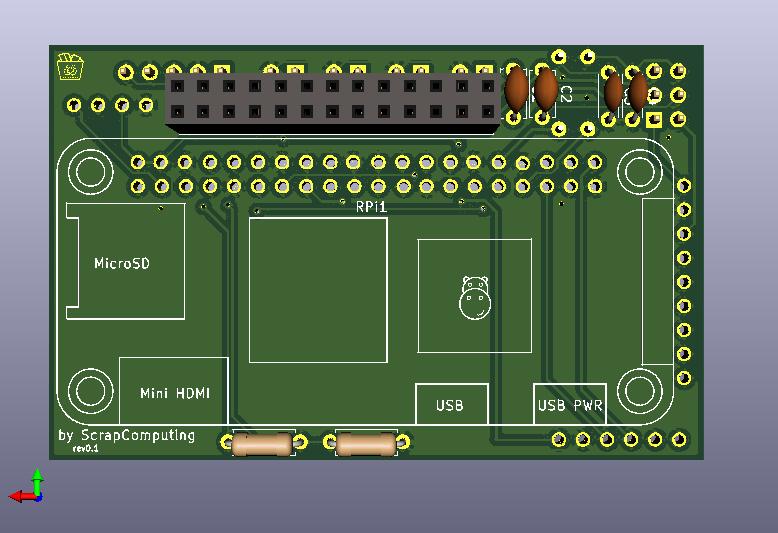 C2
RPi1
MicroSD
Mini HDMI
USB
USB PWR
by ScrapComputing
rev0.1